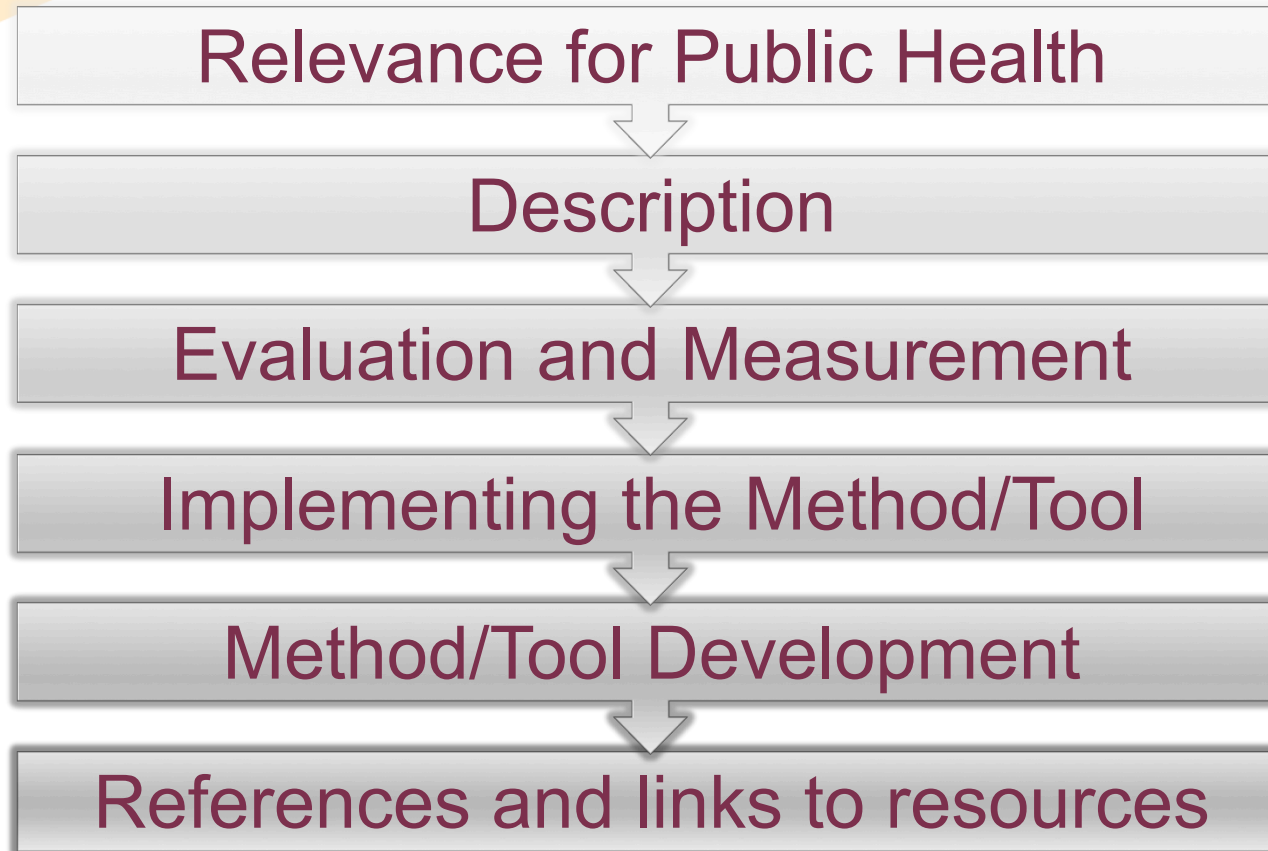 Relevance for Public Health
Description
Evaluation and Measurement
Implementing the Method/Tool
Method/Tool Development
References and links to resources